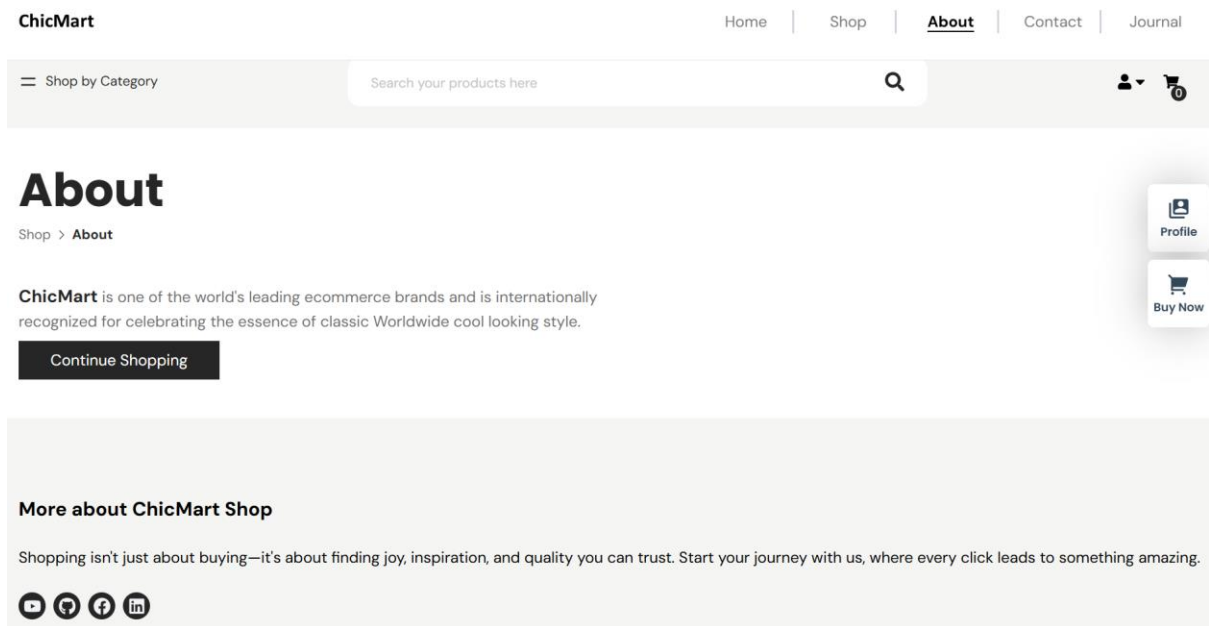 ChicMart
Home
Shop
About
Contact
Journal
Shop by Category
Search your products here
0
About
Shop > About
Profile
ChicMart is one of the world's leading ecommerce brands and is internationally
recognized for celebrating the essence of classic Worldwide cool looking style.
Buy Now
Continue Shopping
More about ChicMart Shop
Shopping isn't just about buying—it's about finding joy, inspiration, and quality you can trust. Start your journey with us, where every click leads to something amazing.